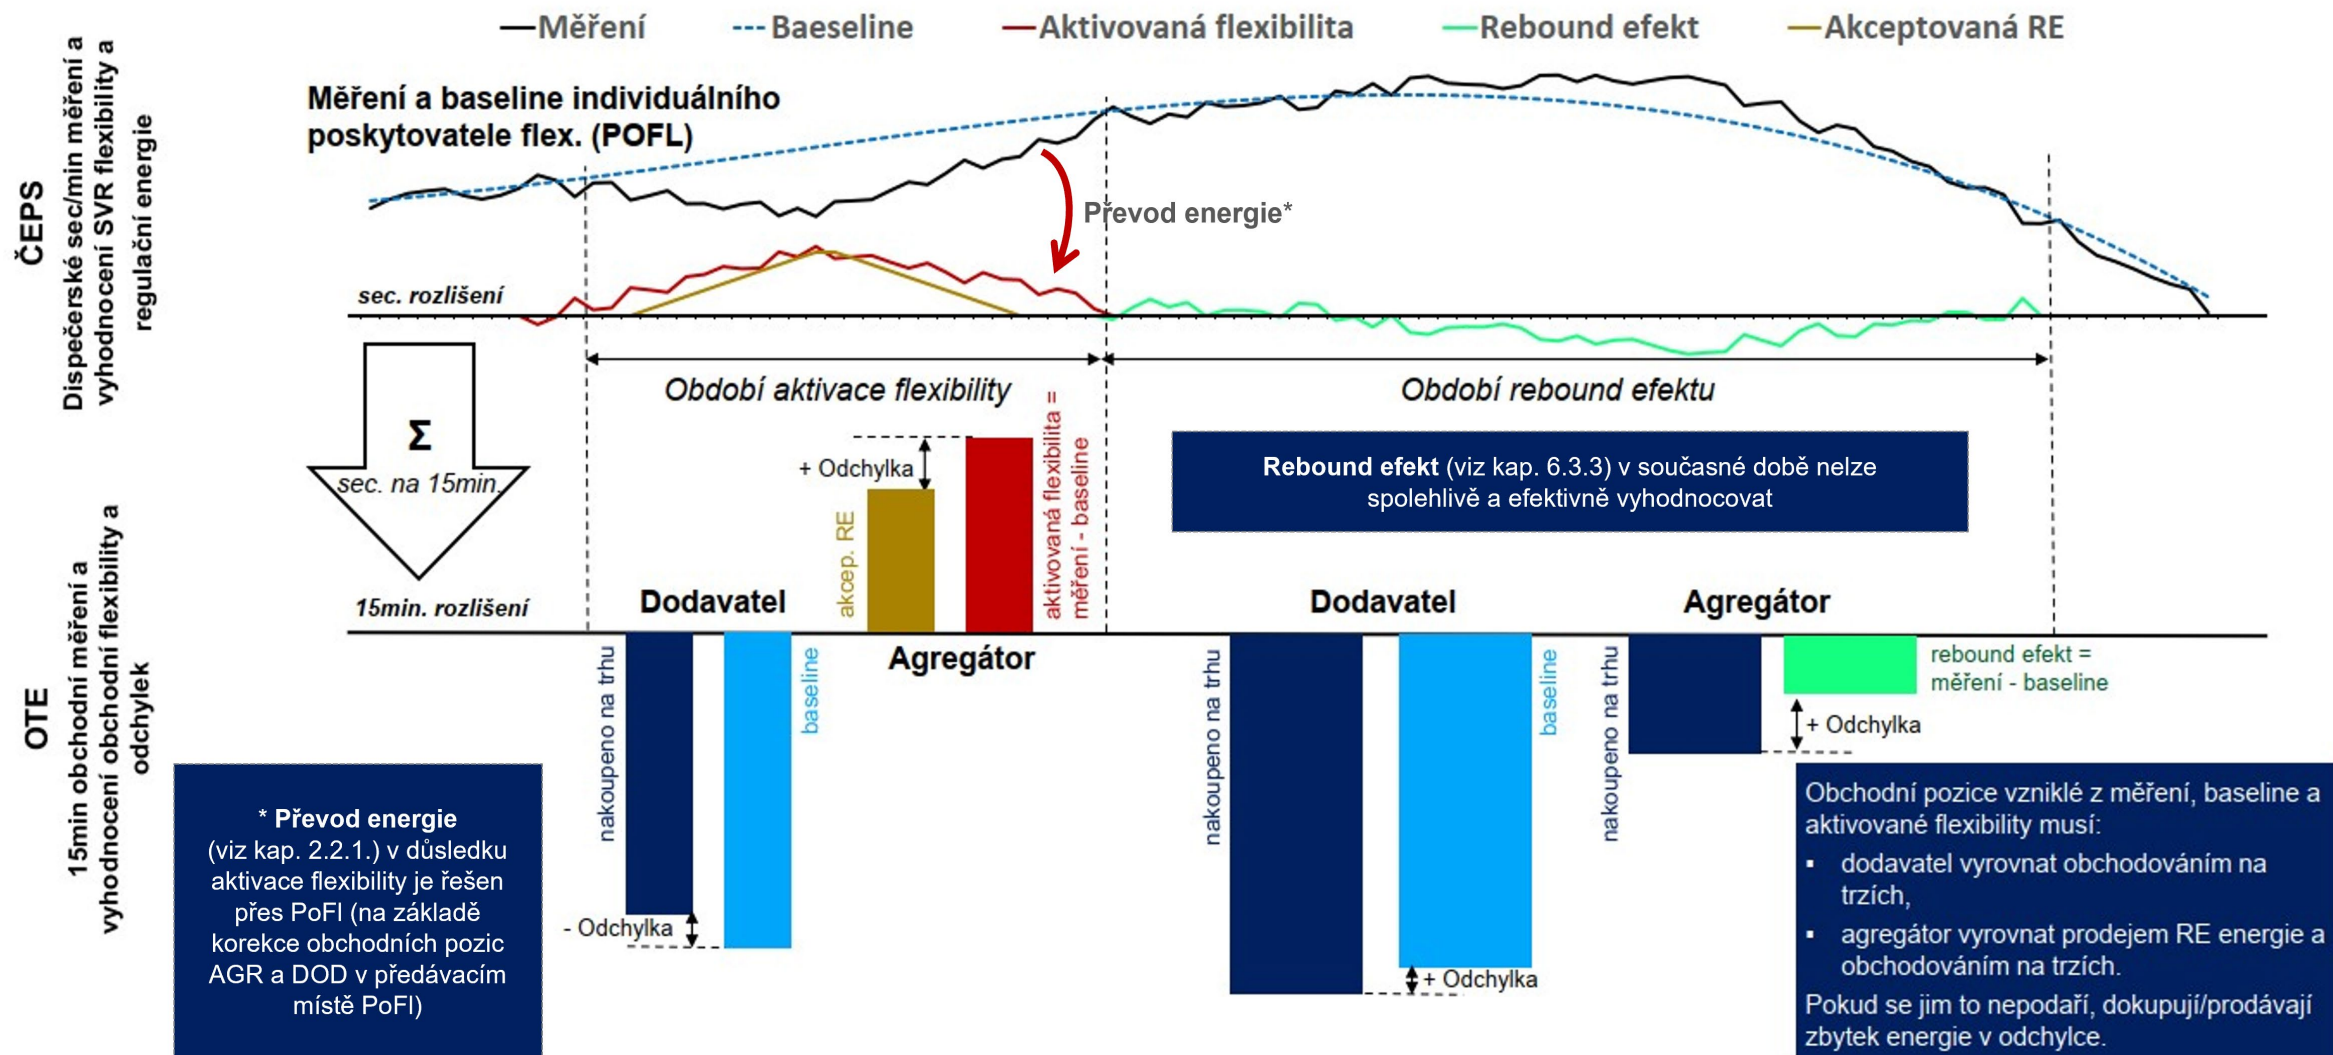 Měření
Baeseline
Aktivovaná flexibilita
Rebound efekt
Akceptovaná RE
ČEPS
Dispečerské sec/min měření a
vyhodnocení SVR flexibility a
regulační energie
Měření a baseline individuálního
poskytovatele flex. (POFL)
Převod energie*
sec. rozlišení
Období aktivace flexibility
Období rebound efektu
Σ
sec. na 15min.
15min. rozlišení
+ Odchylka
akcep. RE
aktivovaná flexibilita =
měření - baseline
Rebound efekt (viz kap. 6.3.3) v současné době nelze
spolehlivě a efektivně vyhodnocovat
Dodavatel
Agregátor
Dodavatel
Agregátor
OTE
15min obchodní měření a
vyhodnocení obchodní flexibility a
odchylek
nakoupeno na trhu
baseline
- Odchylka
nakoupeno na trhu
baseline
+ Odchylka
nakoupeno na trhu
rebound efekt =
měření - baseline
+ Odchylka
* Převod energie
(viz kap. 2.2.1.) v důsledku
aktivace flexibility je řešen
přes PoFl (na základě
korekce obchodních pozic
AGR a DOD v předávacím
místě PoFl)
Obchodní pozice vzniklé z měření, baseline a
aktivované flexibility musí:
▪ dodavatel vyrovnat obchodováním na
trzích,
▪ agregátor vyrovnat prodejem RE energie a
obchodováním na trzích.
Pokud se jim to nepodaří, dokupují/prodávají
zbytek energie v odchylce.